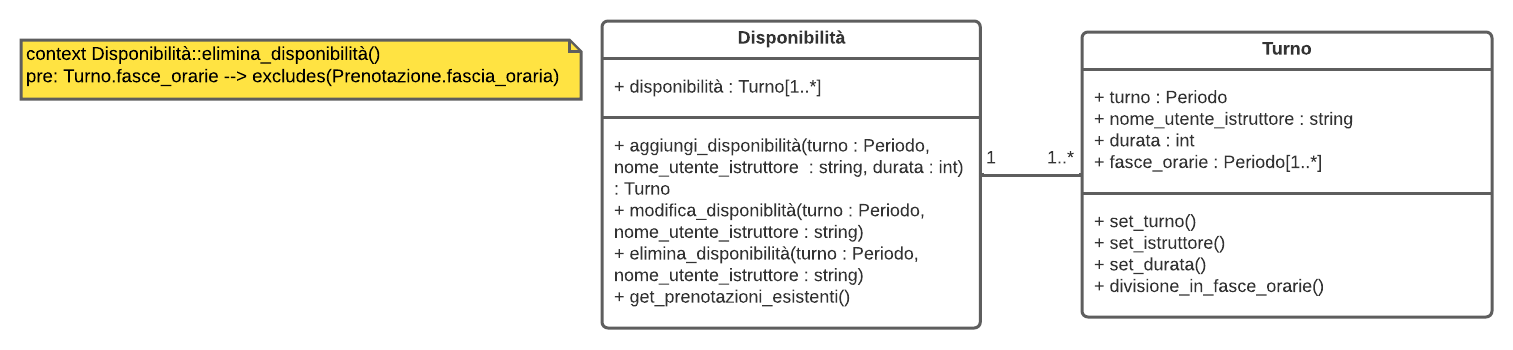 context Disponibilità::elimina_disponibilità()
pre: Turno.fasce_orarie --> excludes(Prenotazione.fascia_oraria)
Disponibilità
+ disponibilità : Turno[1..*]
+ aggiungi_disponibilità(turno : Periodo,
nome_utente_istruttore  : string, durata : int)
: Turno
+ modifica_disponiblità(turno : Periodo,
nome_utente_istruttore : string)
+ elimina_disponibilità(turno : Periodo,
nome_utente_istruttore : string)
+ get_prenotazioni_esistenti()
1
1..*
Turno
+ turno : Periodo
+ nome_utente_istruttore : string
+ durata : int
+ fasce_orarie : Periodo[1..*]
+ set_turno()
+ set_istruttore()
+ set_durata()
+ divisione_in_fasce_orarie()